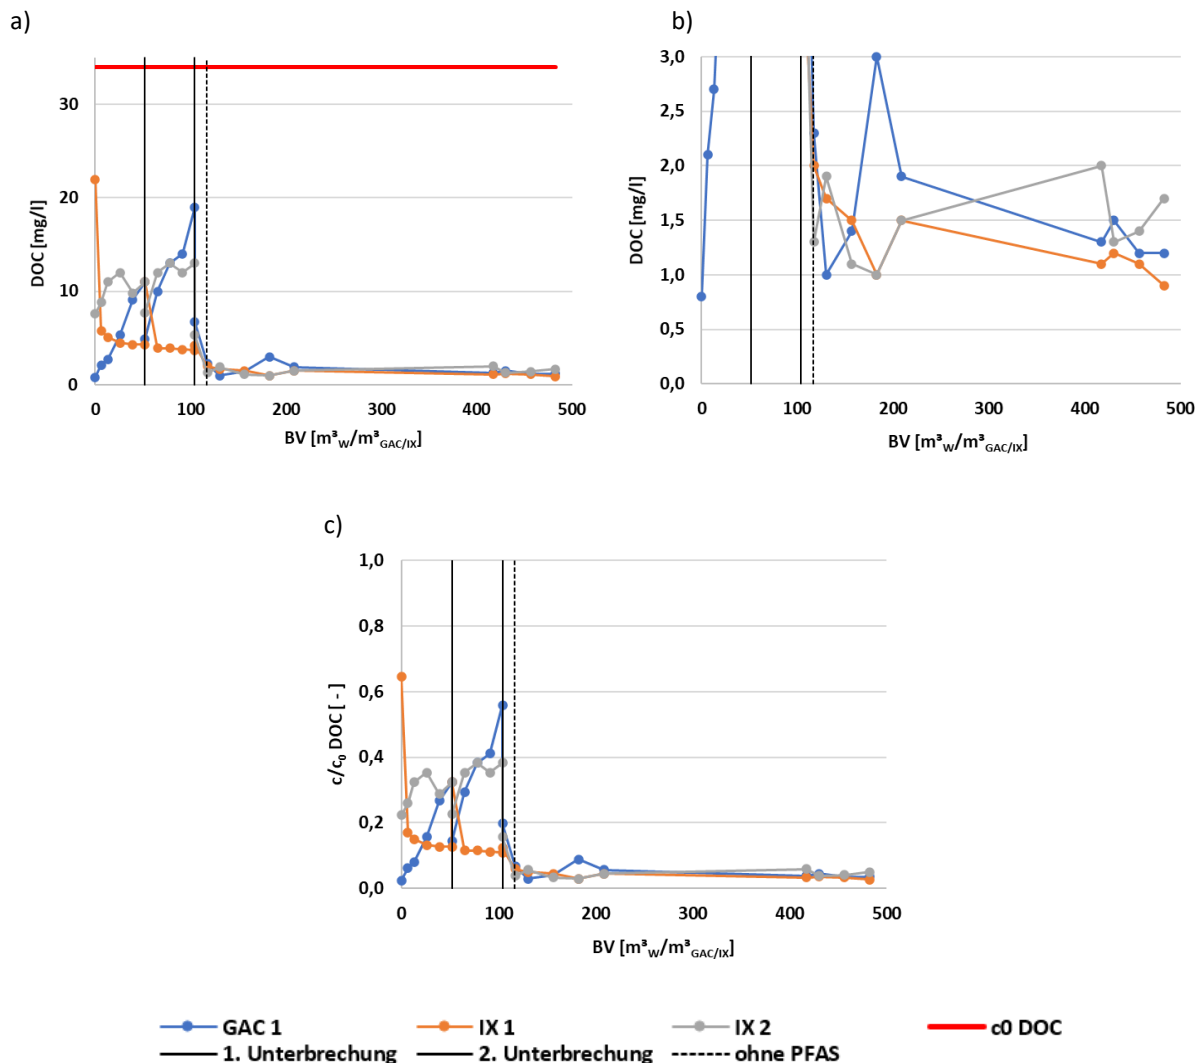 a)
DOC [mg/l]
30
20
10
0
0 100 200 300 400 500
BV [m³W/m³GAC/IX]
b)
DOC [mg/l]
3,0
2,5
2,0
1,5
1,0
0,5
0,0
0 100 200 300 400 500
BV [m³W/m³GAC/IX]
c)
c/c0 DOC [ - ]
1,0
0,8
0,6
0,4
0,2
0,0
0 100 200 300 400 500
BV [m³W/m³GAC/IX]
GAC 1 IX 1 IX 2 c0 DOC
1. Unterbrechung 2. Unterbrechung ohne PFAS